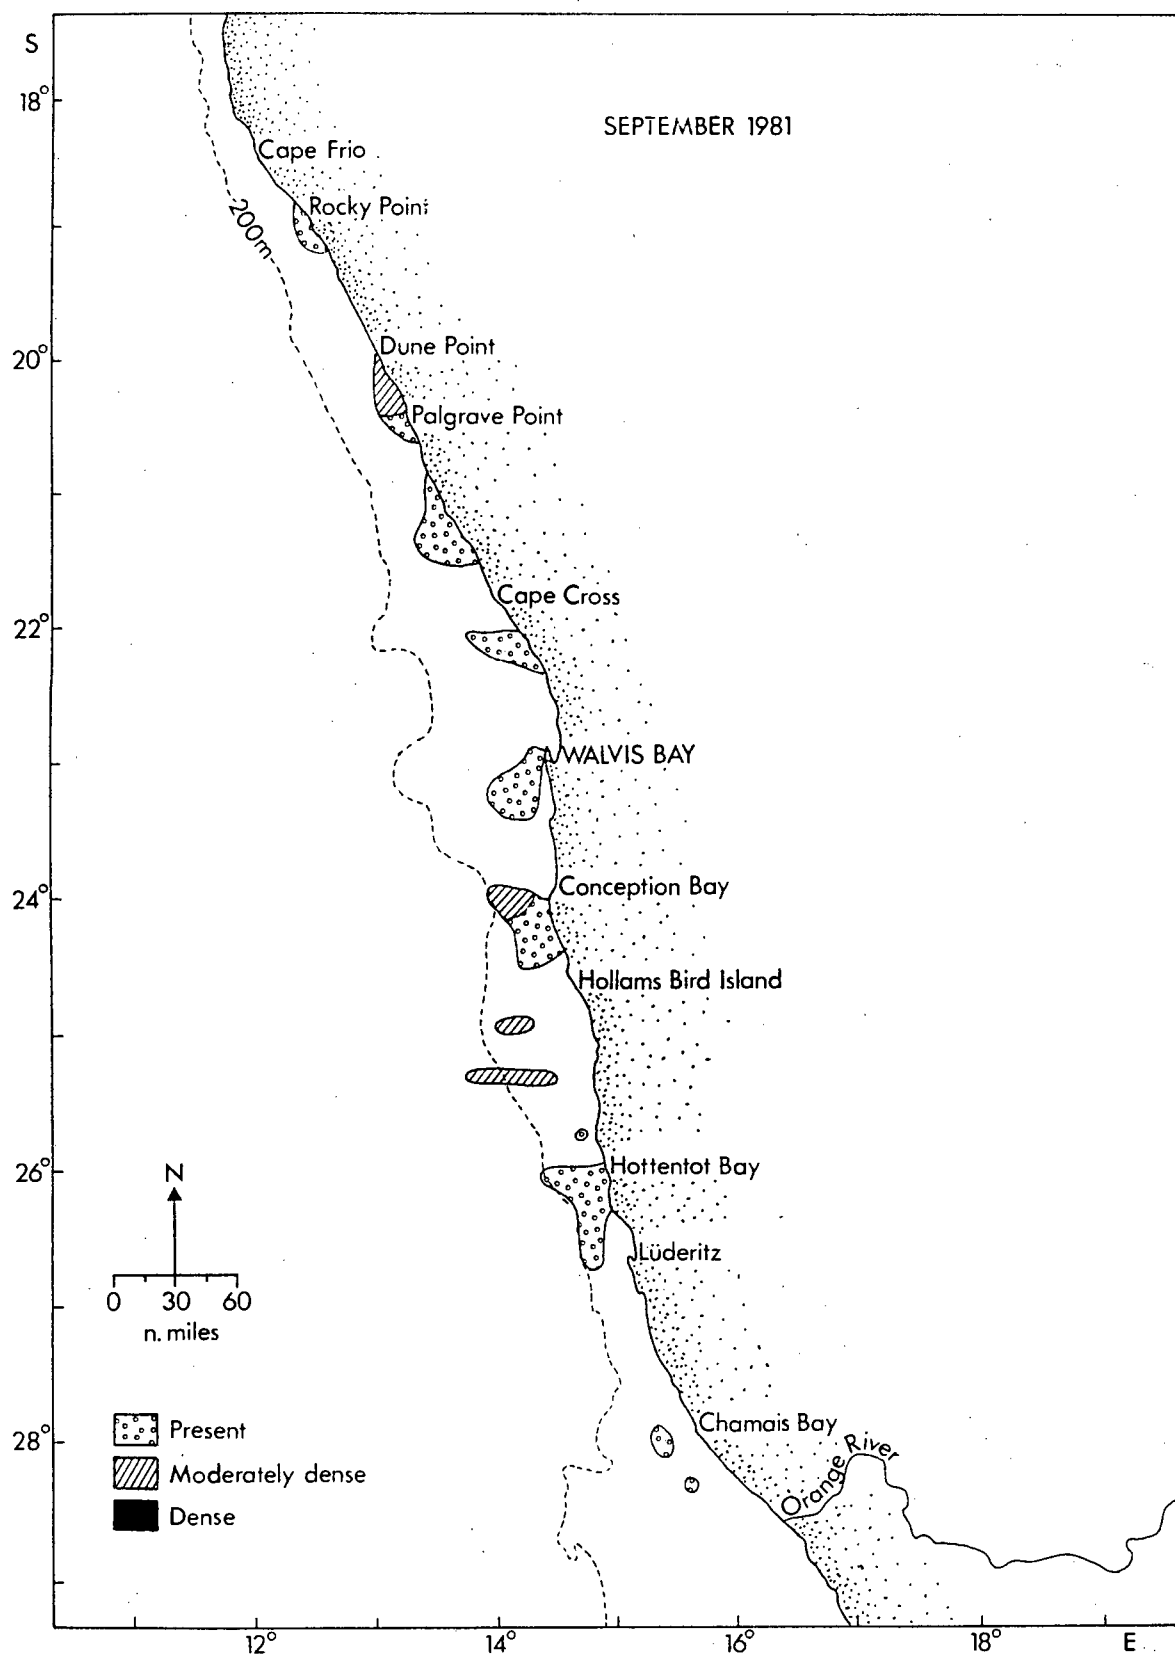 S
18°
SEPTEMBER 1981
Cape Frio
Rocky Point
200m
Dune Point
20°
Palgrave Point
Cape Cross
22°
WALVIS BAY
Conception Bay
24°
Hollams Bird Island
26°
Hottentot Bay
N
Lüderitz
0 30 60
n. miles
Chamais Bay
Present
28°
Orange River
Moderately dense
Dense
12° 14° 16° 18° E